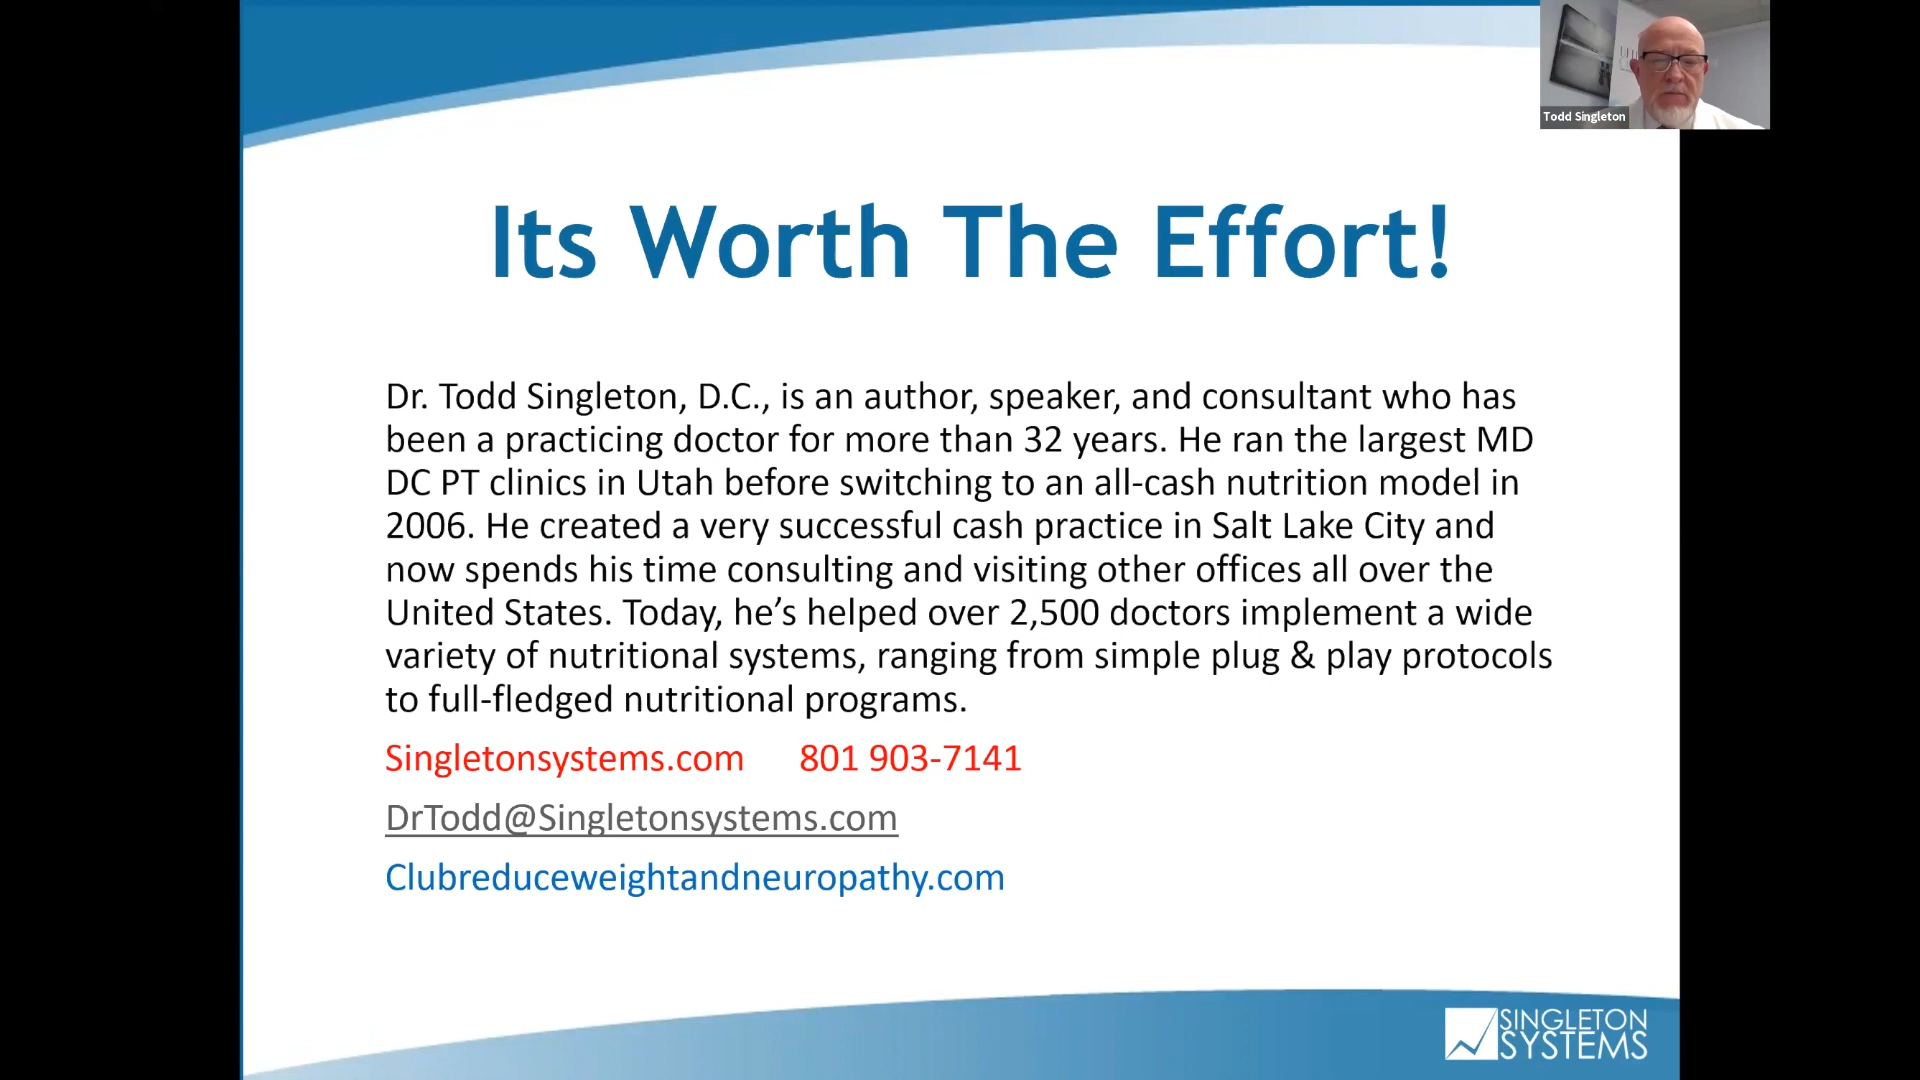 Todd Singleton
Its Worth The Effort!
Dr. Todd Singleton, D.C., is an author, speaker, and consultant who has
been a practicing doctor for more than 32 years. He ran the largest MD
DC PT clinics in Utah before switching to an all-cash nutrition model in
2006. He created a very successful cash practice in Salt Lake City and
now spends his time consulting and visiting other offices all over the
United States. Today, he’s helped over 2,500 doctors implement a wide
variety of nutritional systems, ranging from simple plug & play protocols
to full-fledged nutritional programs.
Singletonsystems.com 801 903-7141
DrTodd@Singletonsystems.com
Clubreduceweightandneuropathy.com
SINGLETON
SYSTEMS